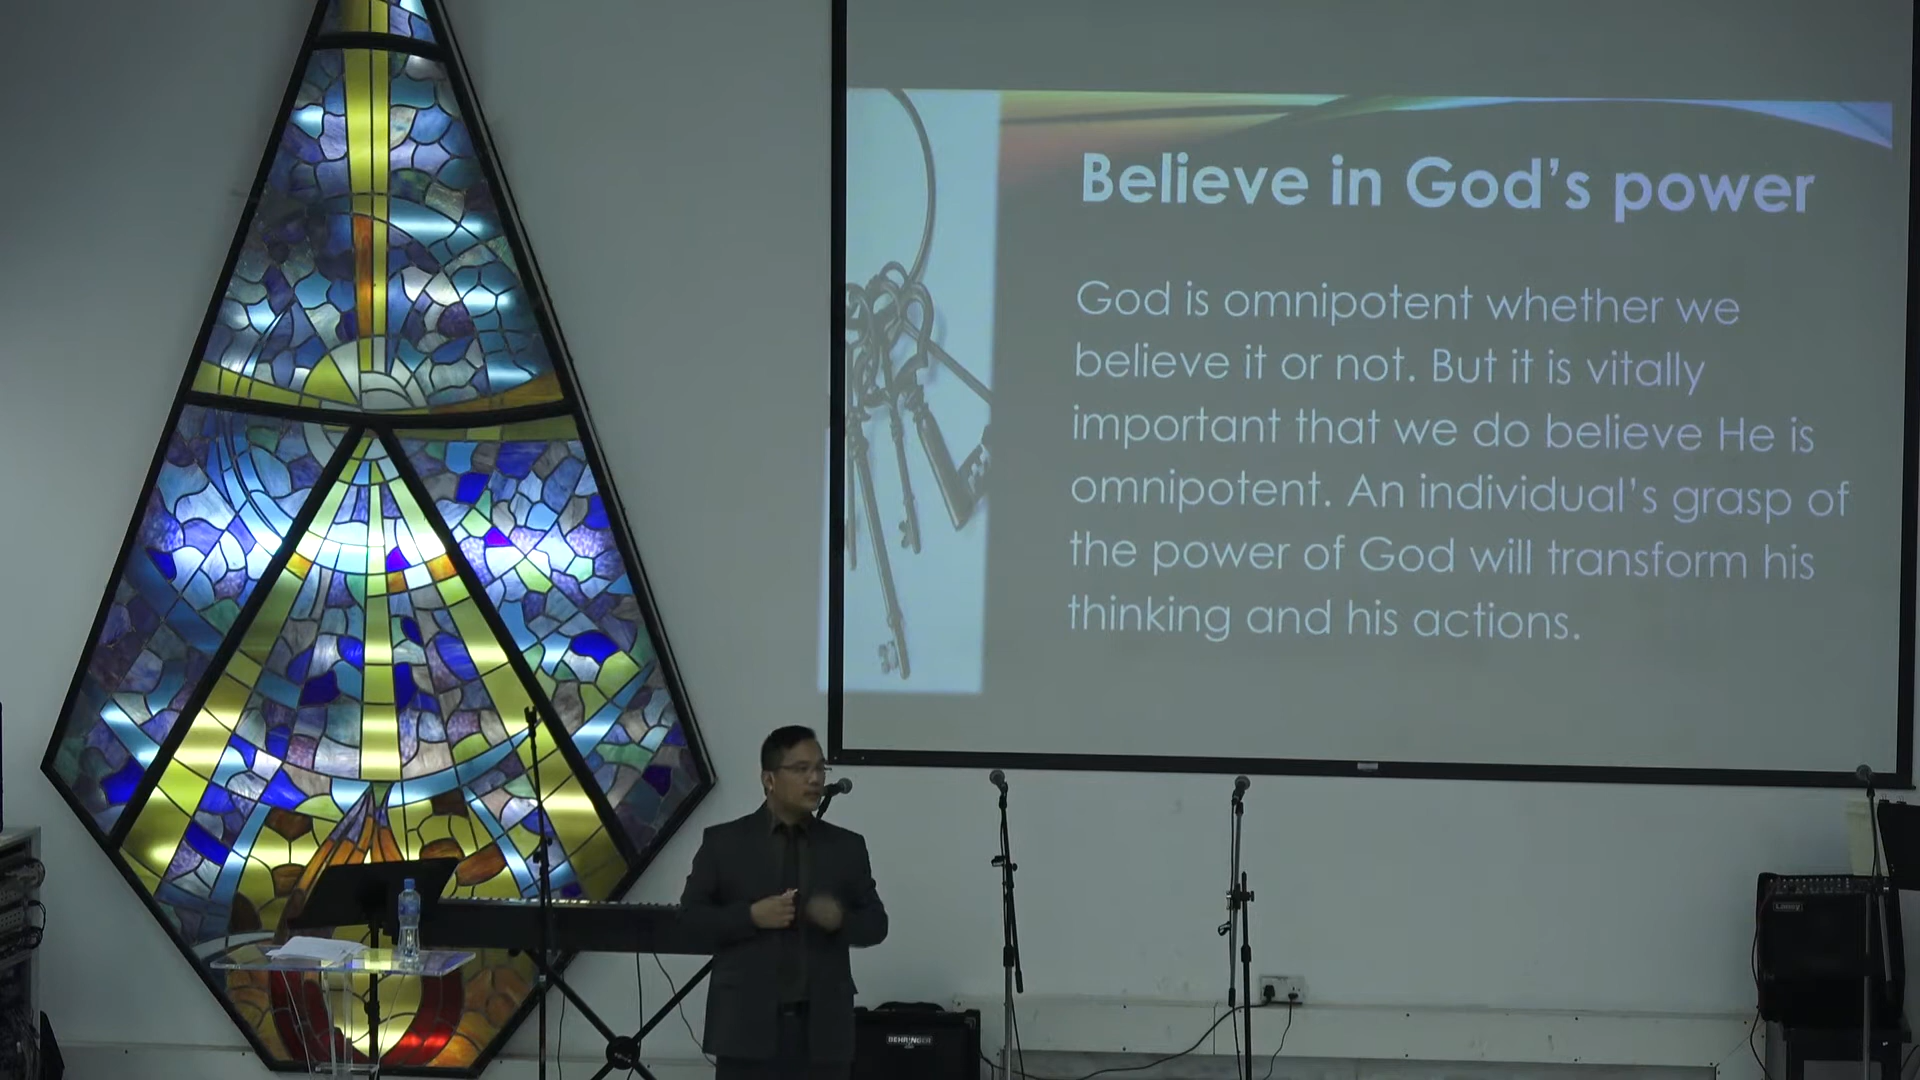 Believe in God's power
God is omnipotent whether we
believe it or not. But it is vitally
important that we do believe He is
omnipotent. An individual's grasp of
the power of God will transform his
thinking and his actions.
BEHRINGER
LANEY